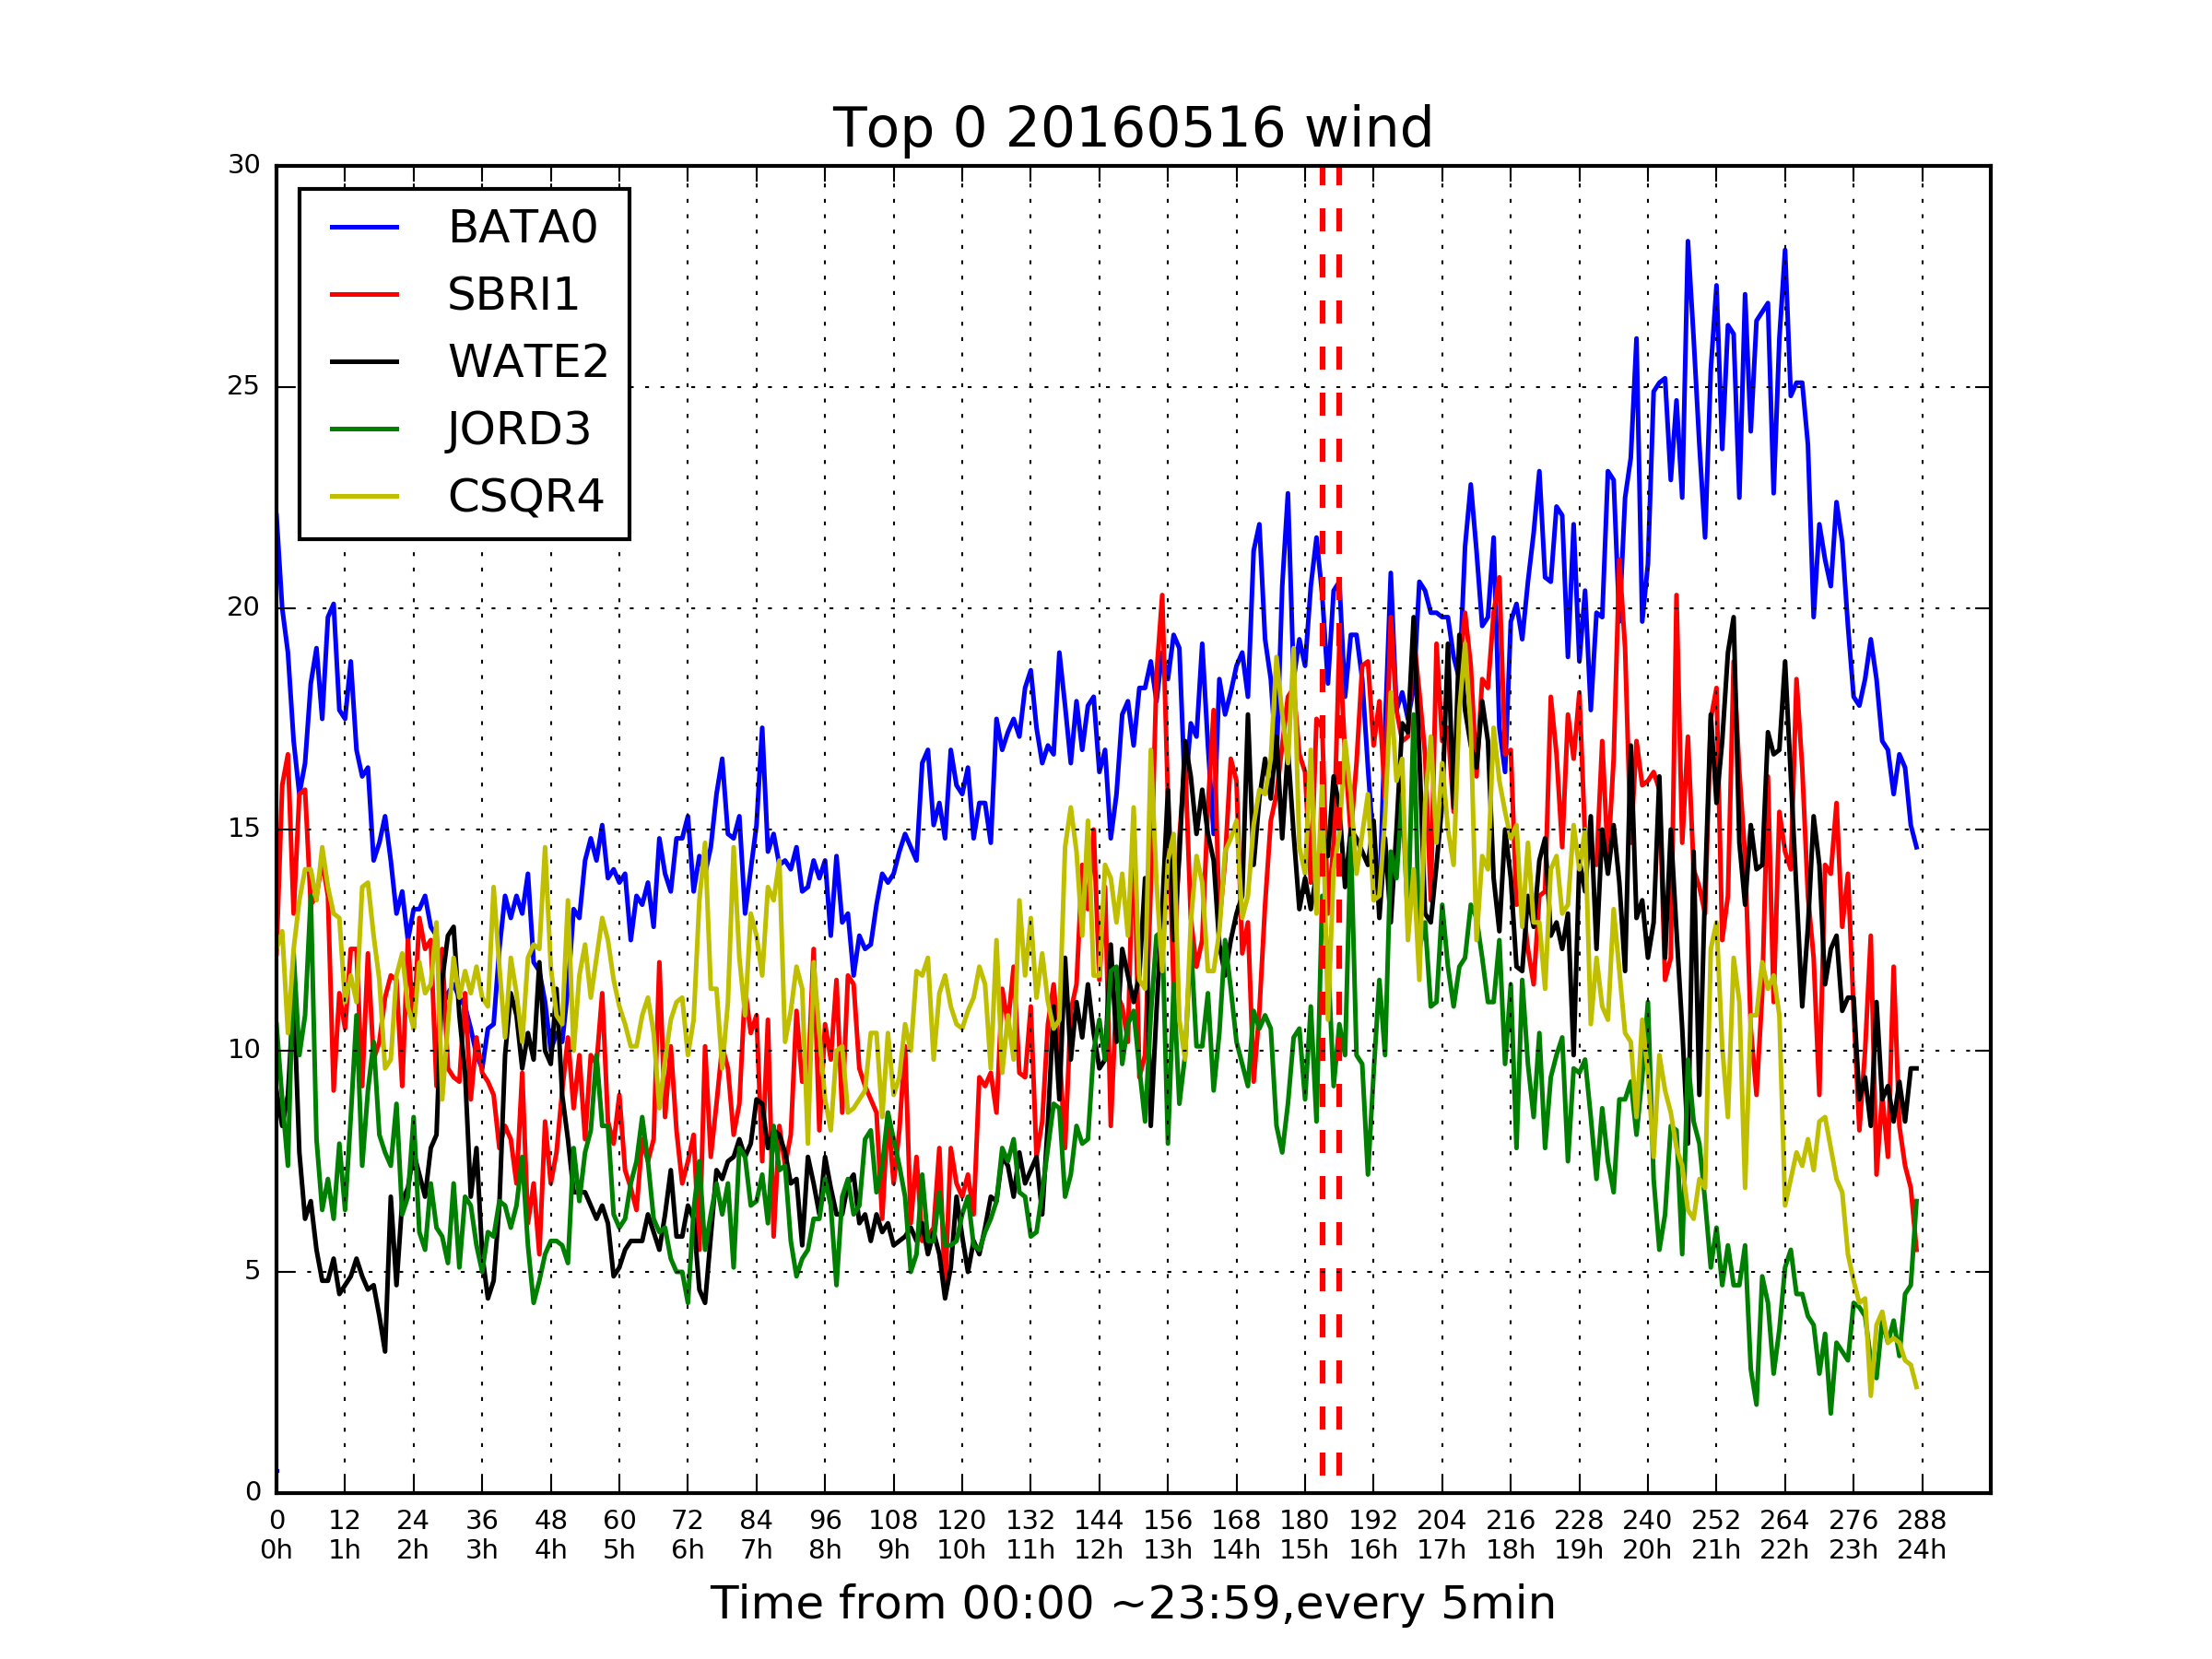 Top 0 20160516 wind
30
25
20
15
10
5
0
BATA0
SBRI1
WATE2
JORD3
CSQR4
0 12 24 36 48 60 72 84 96 108 120 132 144 156 168 180 192 204 216 228 240 252 264 276 288
0h 1h 2h 3h 4h 5h 6h 7h 8h 9h 10h 11h 12h 13h 14h 15h 16h 17h 18h 19h 20h 21h 22h 23h 24h
Time from 00:00 ~23:59,every 5min